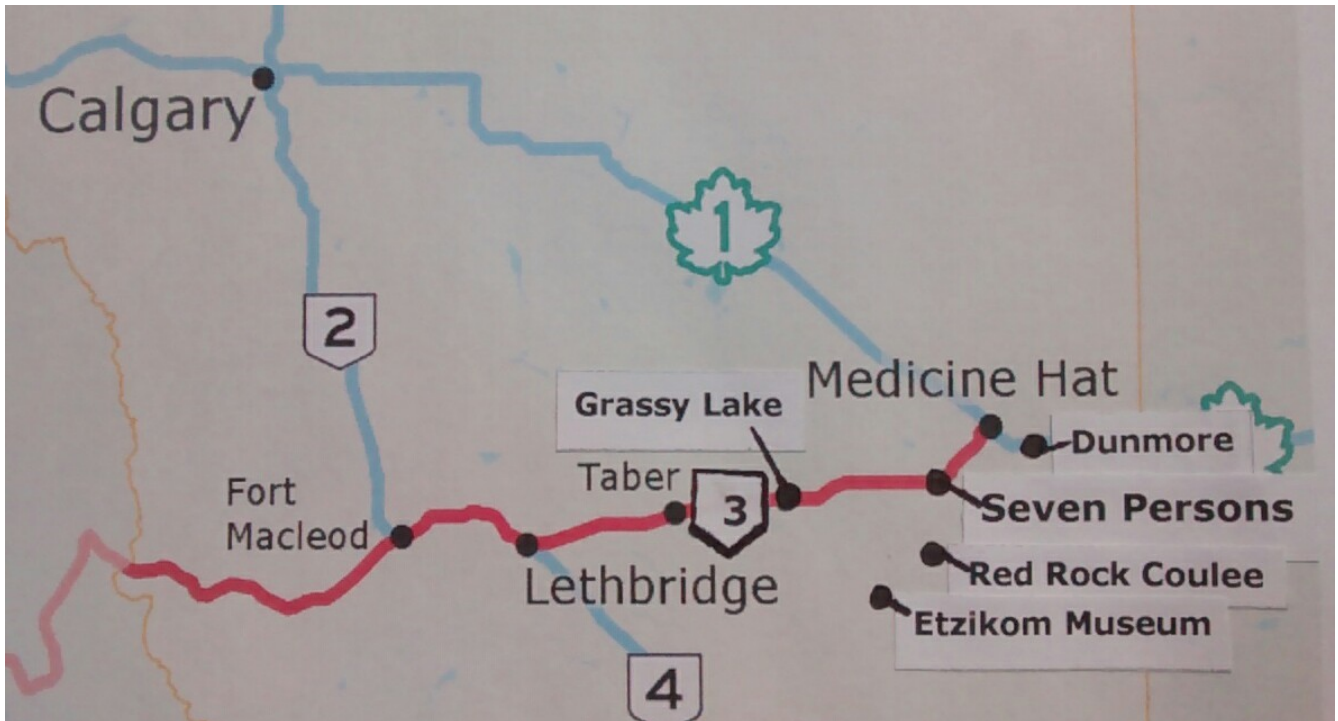 Calgary
1
2
Medicine Hat
Grassy Lake
Dunmore
Taber
Fort
Macleod
3
Seven Persons
Lethbridge
Red Rock Coulee
Etzikom Museum
4